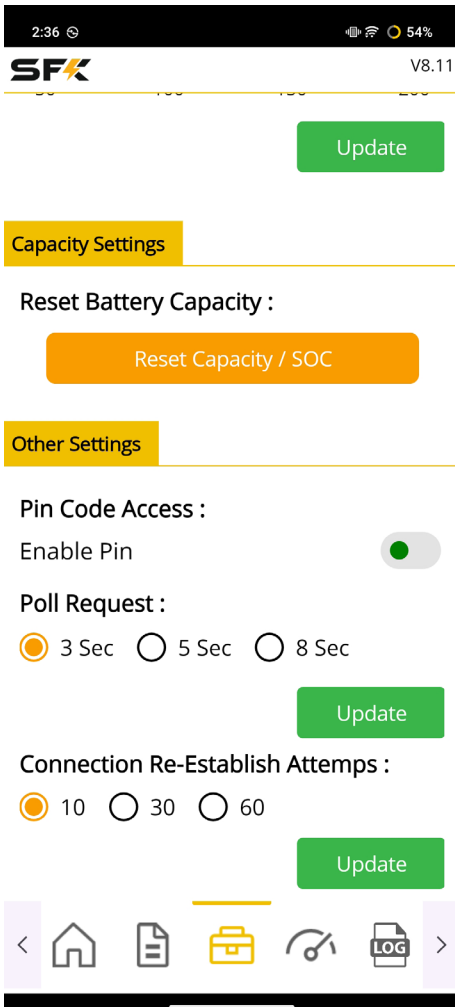 2:36
54%
SFK
V8.11
Update
Capacity Settings
Reset Battery Capacity :
Reset Capacity / SOC
Other Settings
Pin Code Access :
Enable Pin
Poll Request :
3 Sec 5 Sec 8 Sec
Update
Connection Re-Establish Attemps :
10 30 60
Update
LOG